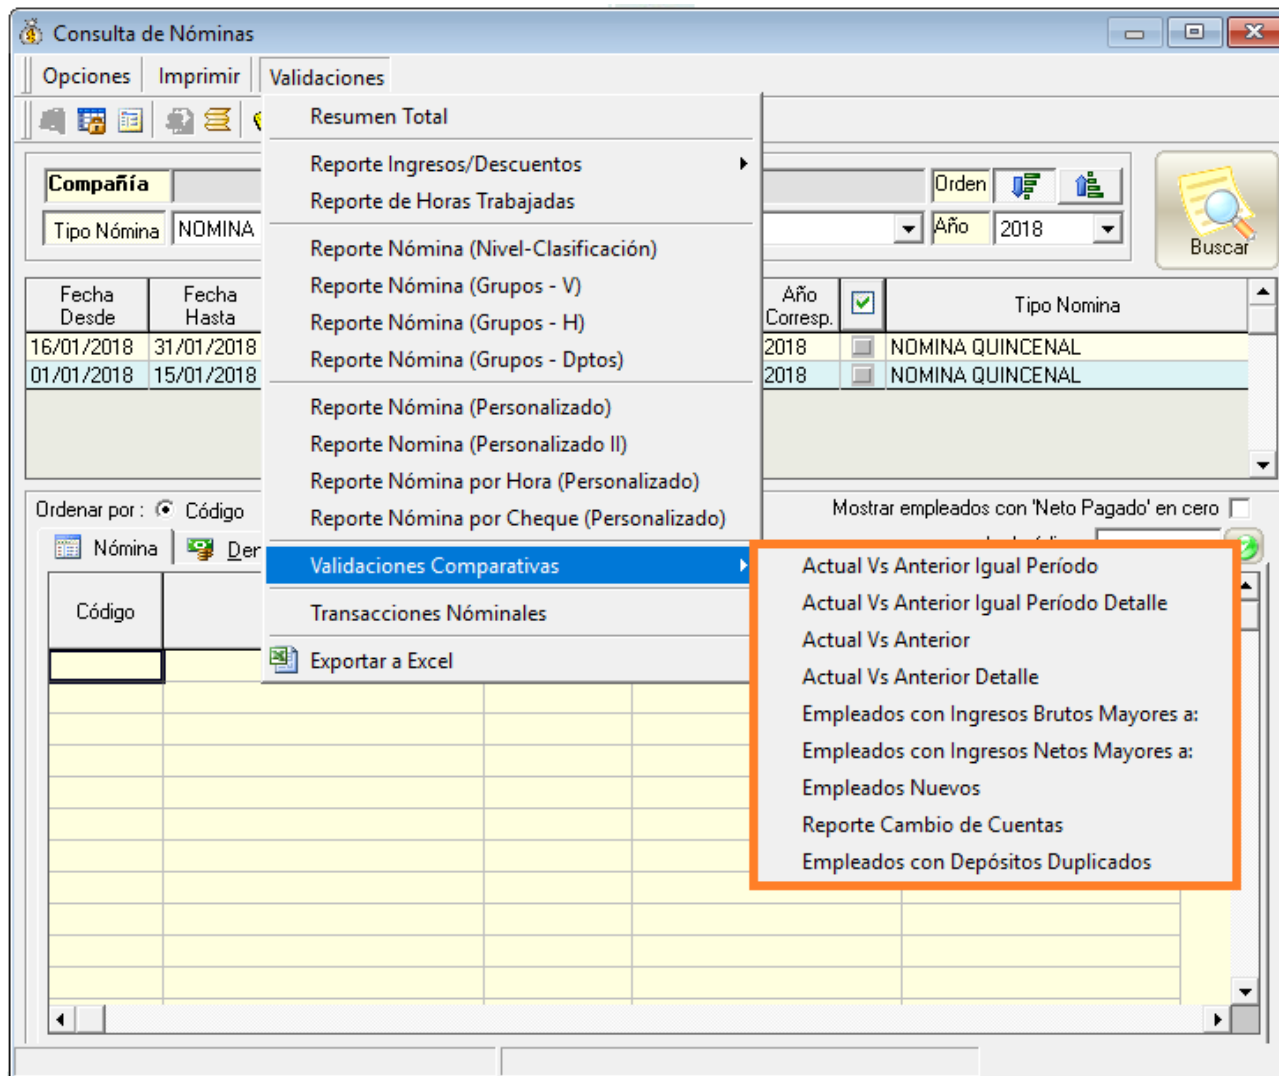 Consulta de Nóminas
Opciones Imprimir Validaciones
Resumen Total
Reporte Ingresos/Descuentos
Reporte de Horas Trabajadas
Reporte Nómina (Nivel-Clasificación)
Reporte Nómina (Grupos - V)
Reporte Nómina (Grupos - H)
Reporte Nómina (Grupos - Dptos)
Reporte Nómina (Personalizado)
Reporte Nomina (Personalizado II)
Reporte Nómina por Hora (Personalizado)
Reporte Nómina por Cheque (Personalizado)
Validaciones Comparativas
Transacciones Nóminales
Exportar a Excel
Actual Vs Anterior Igual Período
Actual Vs Anterior Igual Período Detalle
Actual Vs Anterior
Actual Vs Anterior Detalle
Empleados con Ingresos Brutos Mayores a:
Empleados con Ingresos Netos Mayores a:
Empleados Nuevos
Reporte Cambio de Cuentas
Empleados con Depósitos Duplicados
Compañía Orden
Tipo Nómina NOMINA Año 2018
Buscar
Fecha Desde Fecha Hasta Año Corresp. Tipo Nomina
16/01/2018 31/01/2018 2018 NOMINA QUINCENAL
01/01/2018 15/01/2018 2018 NOMINA QUINCENAL
Ordenar por : Código Mostrar empleados con 'Neto Pagado' en cero
Nómina Der
Código